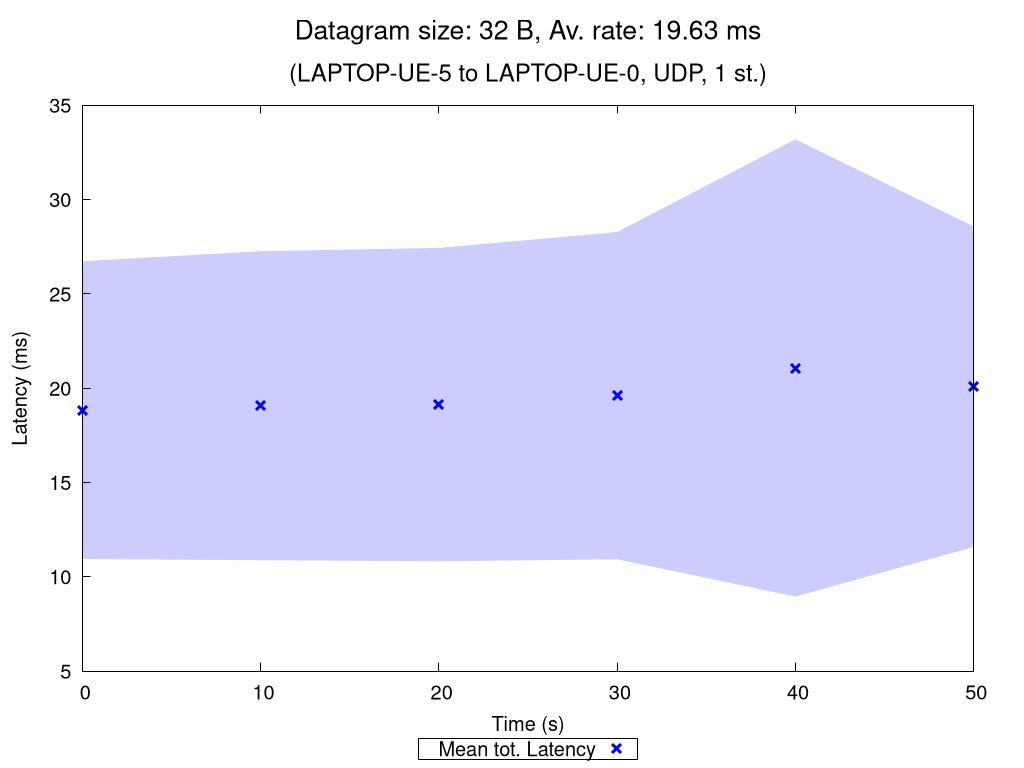 Datagram size: 32 B, Av. rate: 19.63 ms
(LAPTOP-UE-5 to LAPTOP-UE-0, UDP, 1 st.)
35
30
25
20
15
10
5
Latency (ms)
0 10 20 30 40 50
Time (s)
Mean tot. Latency